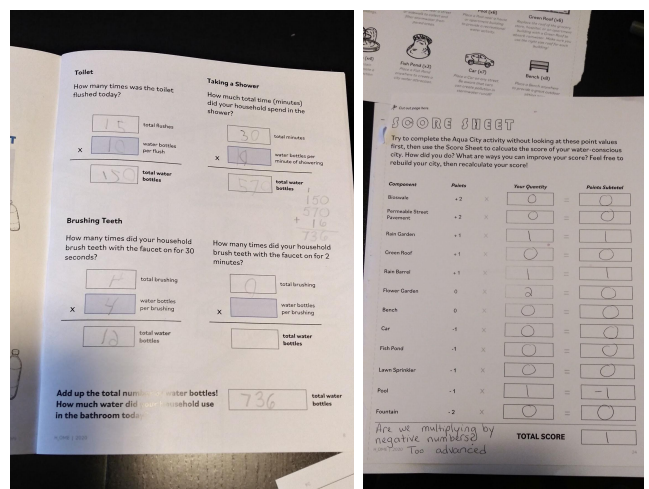 Toilet
How many times was the toilet
flushed today?
15 total flushes
10 water bottles
x per flush
150 total water
bottles
Taking a Shower
How much total time (minutes)
did your household spend in the
shower?
30 total minutes
x water bottles per
minute of showering
570 total water
bottles
1
150
570
+ 16
736
Brushing Teeth
How many times did your household
brush teeth with the faucet on for 30
seconds?
total brushing
x 4 water bottles
per brushing
total water
bottles
How many times did your household
brush teeth with the faucet on for 2
minutes?
0 total brushing
x water bottles
per brushing
total water
bottles
Add up the total water bottles!
How much water did household use
in the bathroom
736 total water
bottles
Green Roof (x6)
Fish Pond (x3)
Car (x7)
Bench (x8)
Cut out page here
SCORE SHEET
Try to complete the Aqua City activity without looking at these point values
first, then use the Score Sheet to calculate the score of your water-conscious
city. How did you do? What are ways you can improve your score? Feel free to
rebuild your city, then recalculate your score!
Component Points Your Quantity Points Subtotal
Bioswale +2 x 0 = 0
Permeable Street
Pavement +2 x 0 = 0
Rain Garden +1 x 1 = 1
Green Roof +1 x 0 = 0
Rain Barrel +1 x 1 = 1
Flower Garden 0 x 2 = 0
Bench 0 x 0 = 0
Car -1 x 0 = 0
Fish Pond -1 x 0 = 0
Lawn Sprinkler -1 x 0 = 0
Pool -1 x 1 = -1
Fountain -2 x 0 = 0
Are we multiplying by
negative numbers?
Too advanced
TOTAL SCORE 1